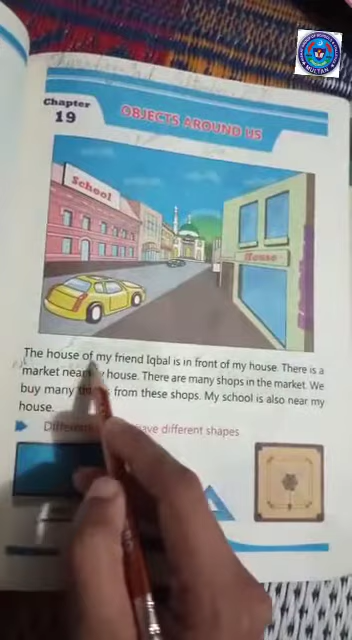 Chapter
19
OBJECTS AROUND US
School
House
The house of my friend Iqbal is in front of my house. There is a
market near my house. There are many shops in the market. We
buy many from these shops. My school is also near my
house.
have different shapes
MULTAN